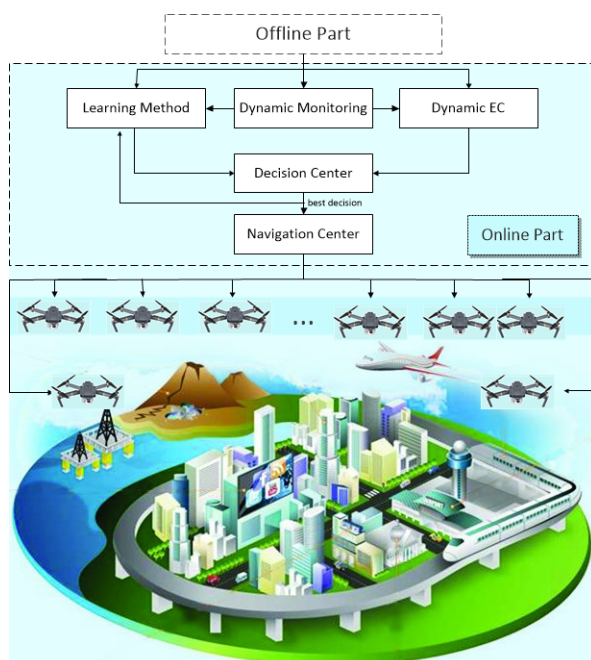 Offline Part
Learning Method
Dynamic Monitoring
Dynamic EC
Decision Center
best decision
Navigation Center
Online Part
...